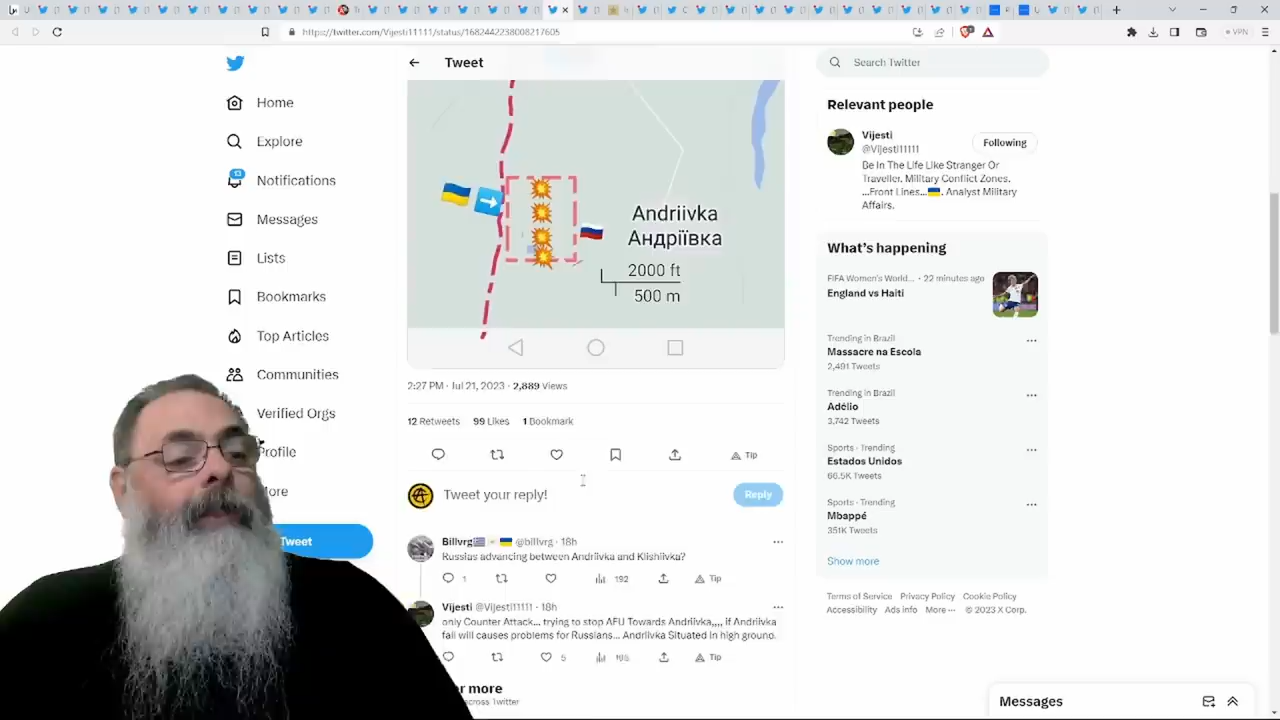 https://twitter.com/Vijesti11111/status/1682442238008217605
VPN
Home
Explore
Notifications
Messages
Lists
Bookmarks
Top Articles
Communities
Verified Orgs
Profile
Tweet
Tweet
Andriivka
Андріївка
2000 ft
500 m
2:27 PM · Jul 21, 2023 · 2,889 Views
12 Retweets 99 Likes 1 Bookmark
Tip
Tweet your reply!
Reply
Billvrg @billvrg · 18h
Russias advancing between Andriivka and Klishiivka?
1 192 Tip
Vijesti @Vijesti11111 · 18h
only Counter Attack... trying to stop AFU Towards Andriivka,,,, If Andriivka
fall will causes problems for Russians... Andriivka Situated in high ground.
5 Tip
more
across Twitter
Search Twitter
Relevant people
Vijesti
@Vijesti11111
Following
Be In The Life Like Stranger Or
Traveller, Military Conflict Zones,
...Front Lines... Analyst Military
Affairs.
What's happening
FIFA Women's World... · 22 minutes ago
England vs Haiti
Trending in Brazil
Massacre na Escola
2,491 Tweets
Trending in Brazil
Adélio
3,742 Tweets
Sports · Trending
Estados Unidos
66.5K Tweets
Sports · Trending
Mbappé
351K Tweets
Show more
Terms of Service Privacy Policy Cookie Policy
Accessibility Ads info More ··· © 2023 X Corp.
Messages